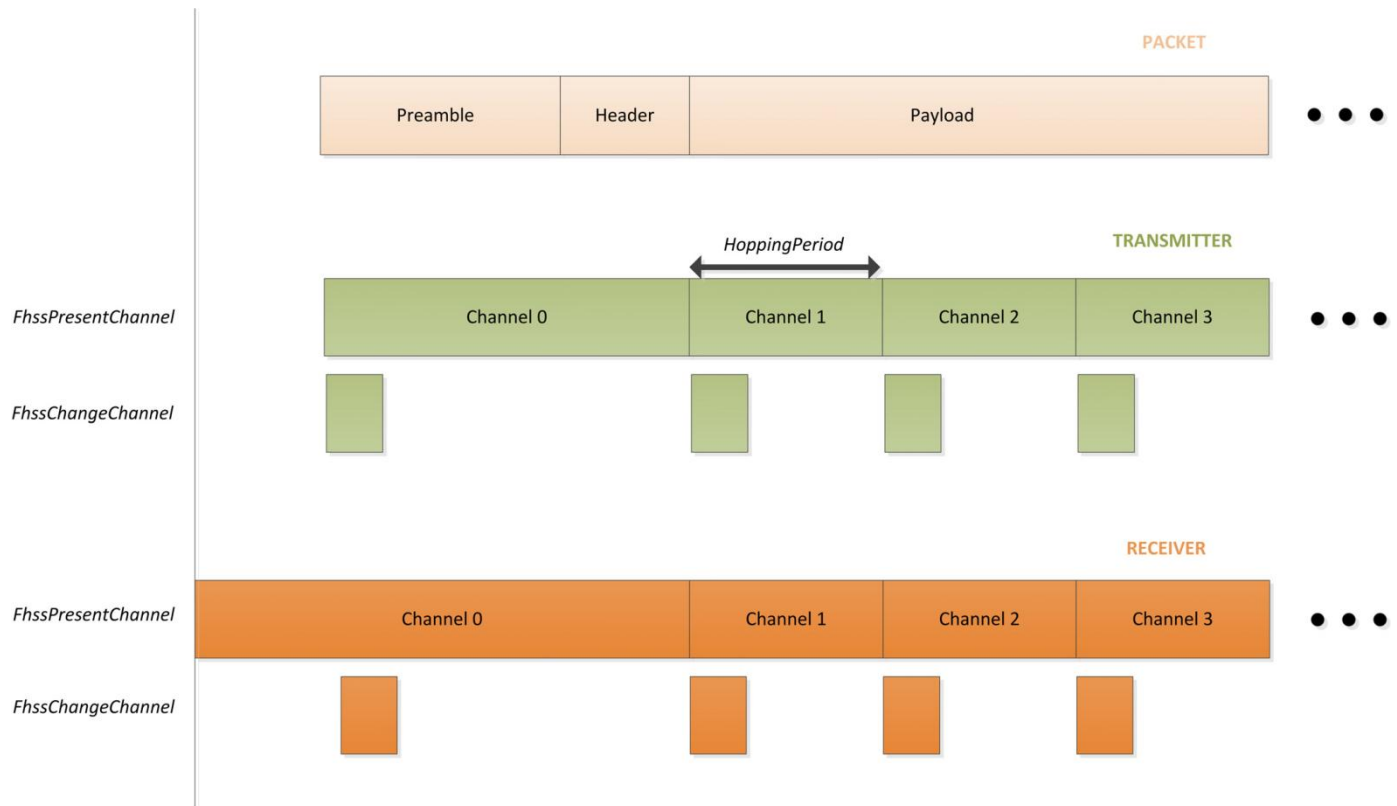 PACKET
Preamble Header Payload
HoppingPeriod
TRANSMITTER
FhssPresentChannel Channel 0 Channel 1 Channel 2 Channel 3
FhssChangeChannel
RECEIVER
FhssPresentChannel Channel 0 Channel 1 Channel 2 Channel 3
FhssChangeChannel